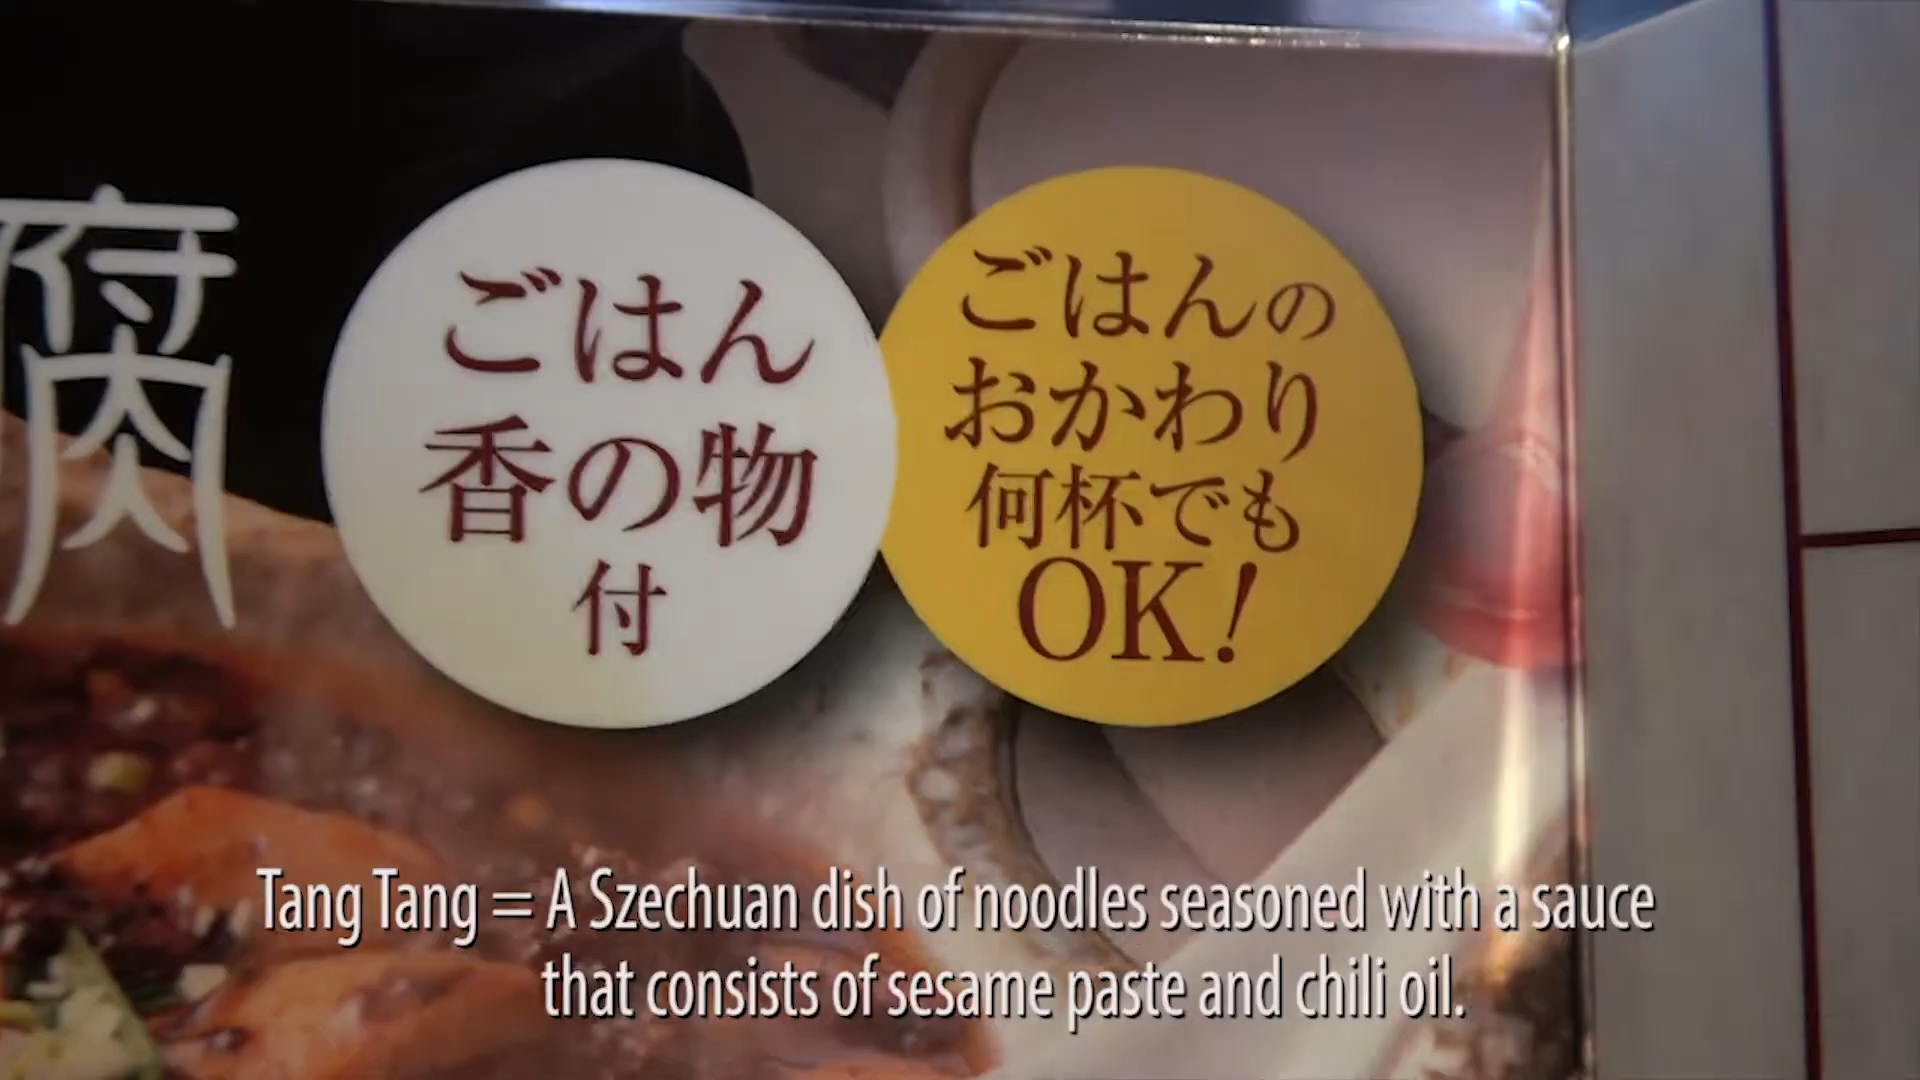 腐
ごはん
香の物
付
ごはんの
おかわり
何杯でも
OK!
Tang Tang = A Szechuan dish of noodles seasoned with a sauce
that consists of sesame paste and chili oil.